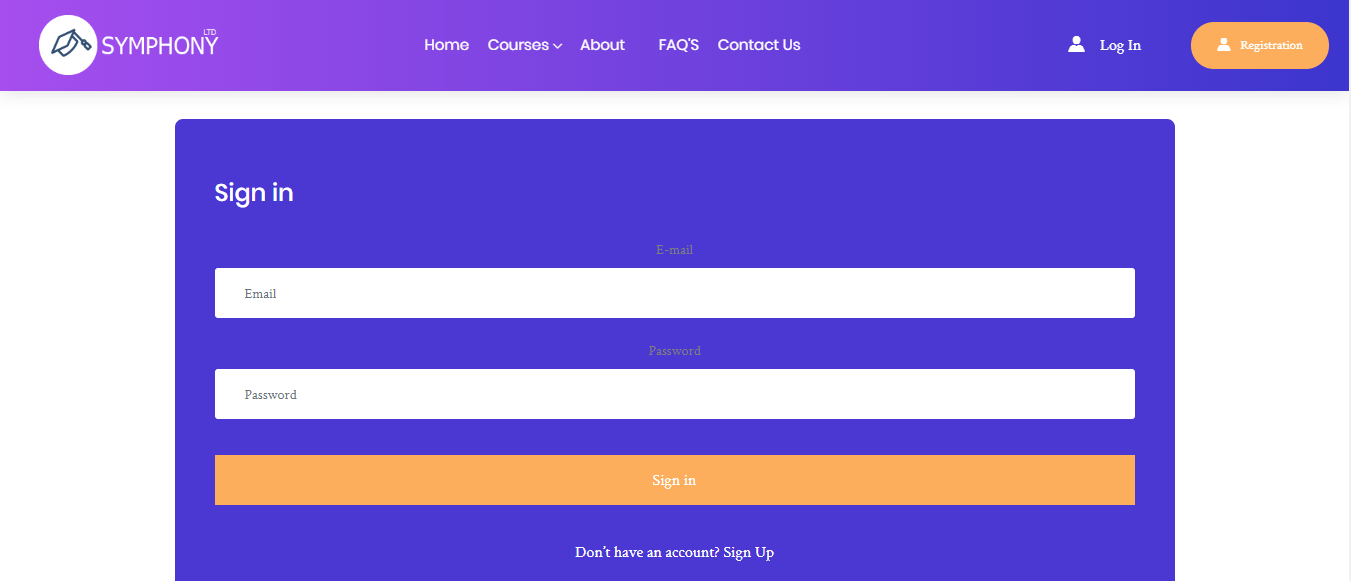 SYMPHONY LTD
Home Courses About FAQ'S Contact Us Log In Registration
Sign in
E-mail
Email
Password
Password
Sign in
Don't have an account? Sign Up